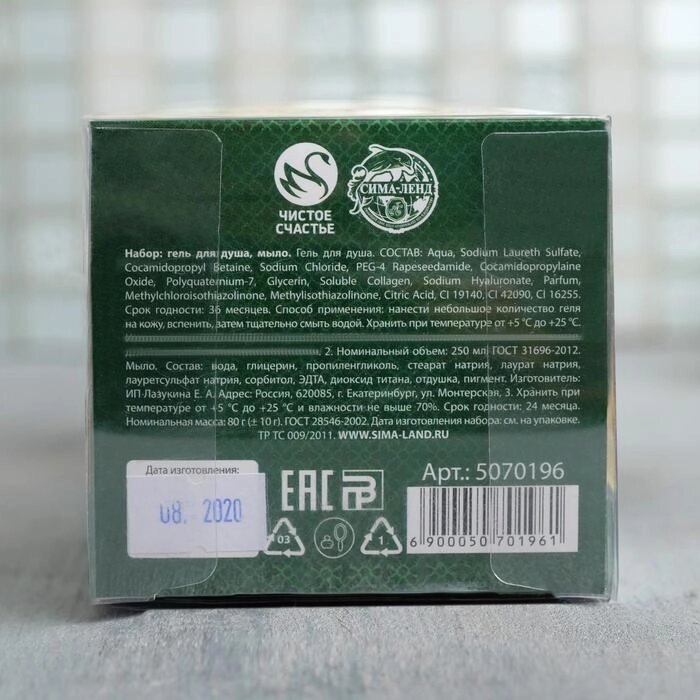 ЧИСТОЕ
СЧАСТЬЕ
СИМА-ЛЕНД
Набор: гель для душа, мыло. Гель для душа. СОСТАВ: Aqua, Sodium Laureth Sulfate,
Cocamidopropyl Betaine, Sodium Chloride, PEG-4 Rapeseedamide, Cocamidopropylaine
Oxide, Polyquaternium-7, Glycerin, Soluble Collagen, Sodium Hyaluronate, Parfum,
Methylchloroisothiazolinone, Methylisothiazolinone, Citric Acid, CI 19140, CI 42090, CI 16255.
Срок годности: 36 месяцев. Способ применения: нанести небольшое количество геля
на кожу, вспенить, затем тщательно смыть водой. Хранить при температуре от +5 °С до +25 °С.
2. Номинальный объем: 250 мл. ГОСТ 31696-2012.
Мыло. Состав: вода, глицерин, пропиленгликоль, стеарат натрия, лаурат натрия,
лауретсульфат натрия, сорбитол, ЭДТА, диоксид титана, отдушка, пигмент. Изготовитель:
ИП Лазукина Е. А. Адрес: Россия, 620085, г. Екатеринбург, ул. Монтерская, 3. Хранить при
температуре от +5 °С до +25 °С и влажности не выше 70%. Срок годности: 24 месяца.
Номинальная масса: 80 г (± 10 г). ГОСТ 28546-2002. Дата изготовления набора: см. на упаковке.
ТР ТС 009/2011. WWW.SIMA-LAND.RU
Дата изготовления:
08. 2020
ЕАС
Арт.: 5070196
03
1
6 900050 701961